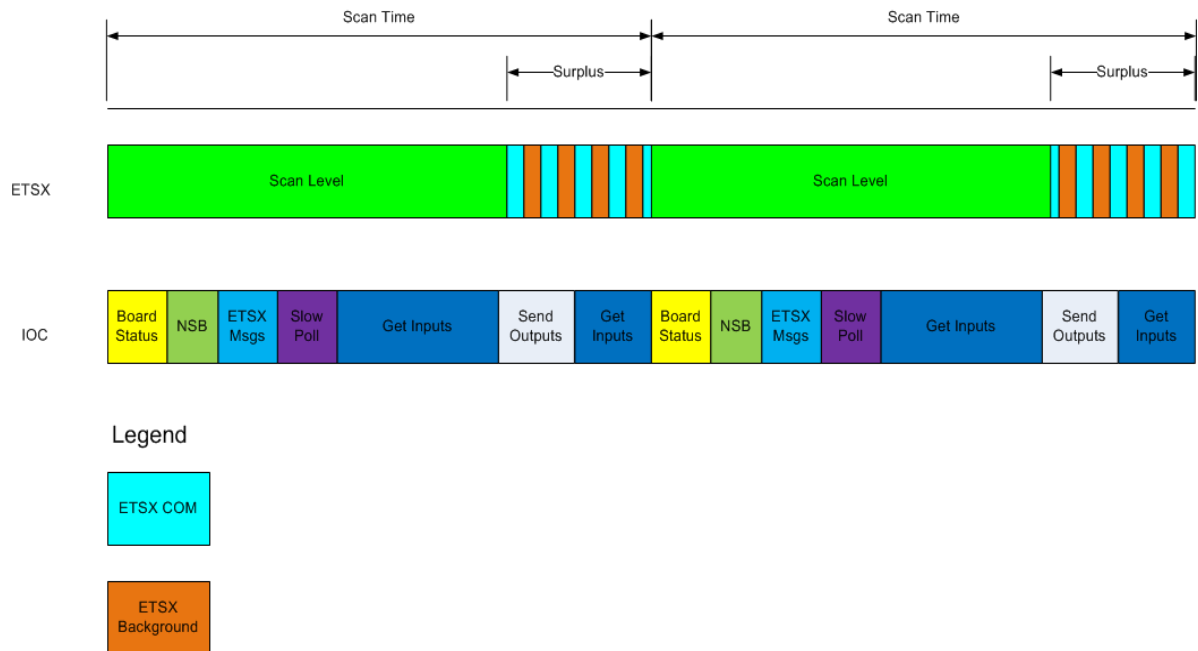 Scan Time
Scan Time
Surplus
Surplus
ETSX
Scan Level
Scan Level
IOC
Board
Status
NSB
ETSX
Msgs
Slow
Poll
Get Inputs
Send
Outputs
Get
Inputs
Board
Status
NSB
ETSX
Msgs
Slow
Poll
Get Inputs
Send
Outputs
Get
Inputs
Legend
ETSX COM
ETSX
Background